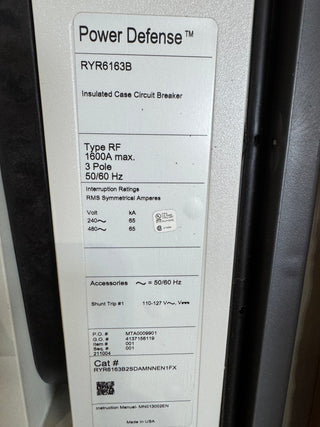 Power Defense™
RYR6163B
Insulated Case Circuit Breaker
Type RF
1600A max.
3 Pole
50/60 Hz
Interruption Ratings
RMS Symmetrical Amperes
Volt kA
240~ 65
480~ 65
Accessories ~ = 50/60 Hz
Shunt Trip #1 110-127 V~, V⎓
P.O. # MTA0009901
G.O. # 4137156119
Item # 001
Seq. # 001
211004
Cat #
RYR6163B2SDAMNNEN1FX
Instruction Manual- MN013002EN
Made in USA